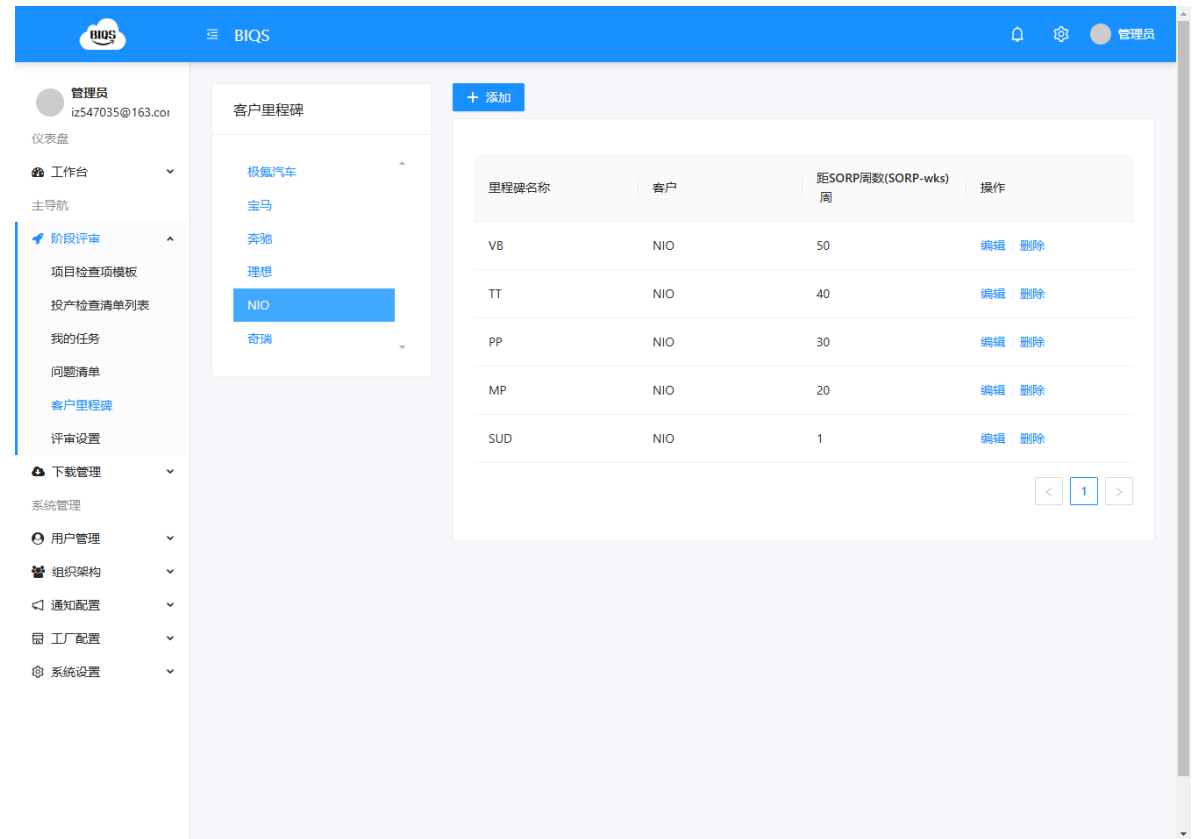 BIQS
BIQS
管理员
管理员
iz547035@163.cor
仪表盘
工作台
主导航
阶段评审
项目检查项模板
投产检查清单列表
我的任务
问题清单
客户里程碑
评审设置
下载管理
系统管理
用户管理
组织架构
通知配置
工厂配置
系统设置
客户里程碑
极氪汽车
宝马
奔驰
理想
NIO
奇瑞
+ 添加
里程碑名称 客户 距SORP周数(SORP-wks) 操作
周
VB NIO 50 编辑 删除
TT NIO 40 编辑 删除
PP NIO 30 编辑 删除
MP NIO 20 编辑 删除
SUD NIO 1 编辑 删除
< 1 >